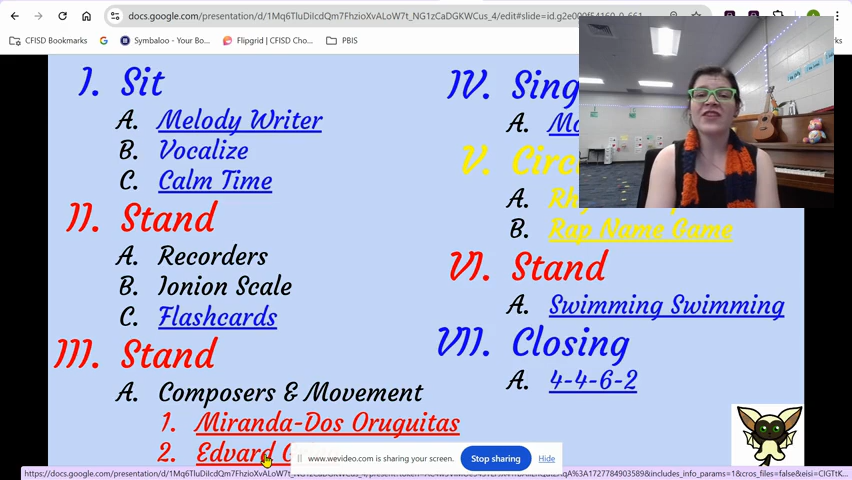 docs.google.com/presentation/d/1Mq6TluDiIcdQm7FhzioXvALoW7t_NG1zCaDGKWCus_4/edit#slide=id.g2e000f54160_0_661
CFISD Bookmarks
Symbaloo - Your Bo...
Flipgrid | CFISD Cho...
PBIS
I. Sit
A. Melody Writer
B. Vocalize
C. Calm Time
II. Stand
A. Recorders
B. Ionion Scale
C. Flashcards
III. Stand
A. Composers & Movement
1. Miranda-Dos Oruguitas
2. Edvard
IV. Sing
A.
V.
A.
B. Rap Name Game
VI. Stand
A. Swimming Swimming
VII. Closing
A. 4-4-6-2
www.wevideo.com is sharing your screen.
Stop sharing
Hide